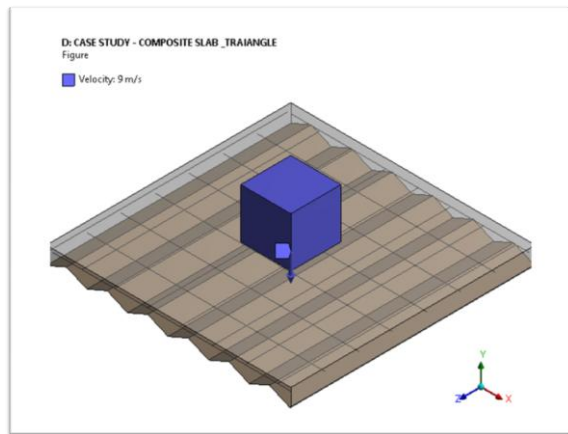 D: CASE STUDY - COMPOSITE SLAB _TRAIANGLE
Figure
Velocity: 9 m/s
Y
Z
X